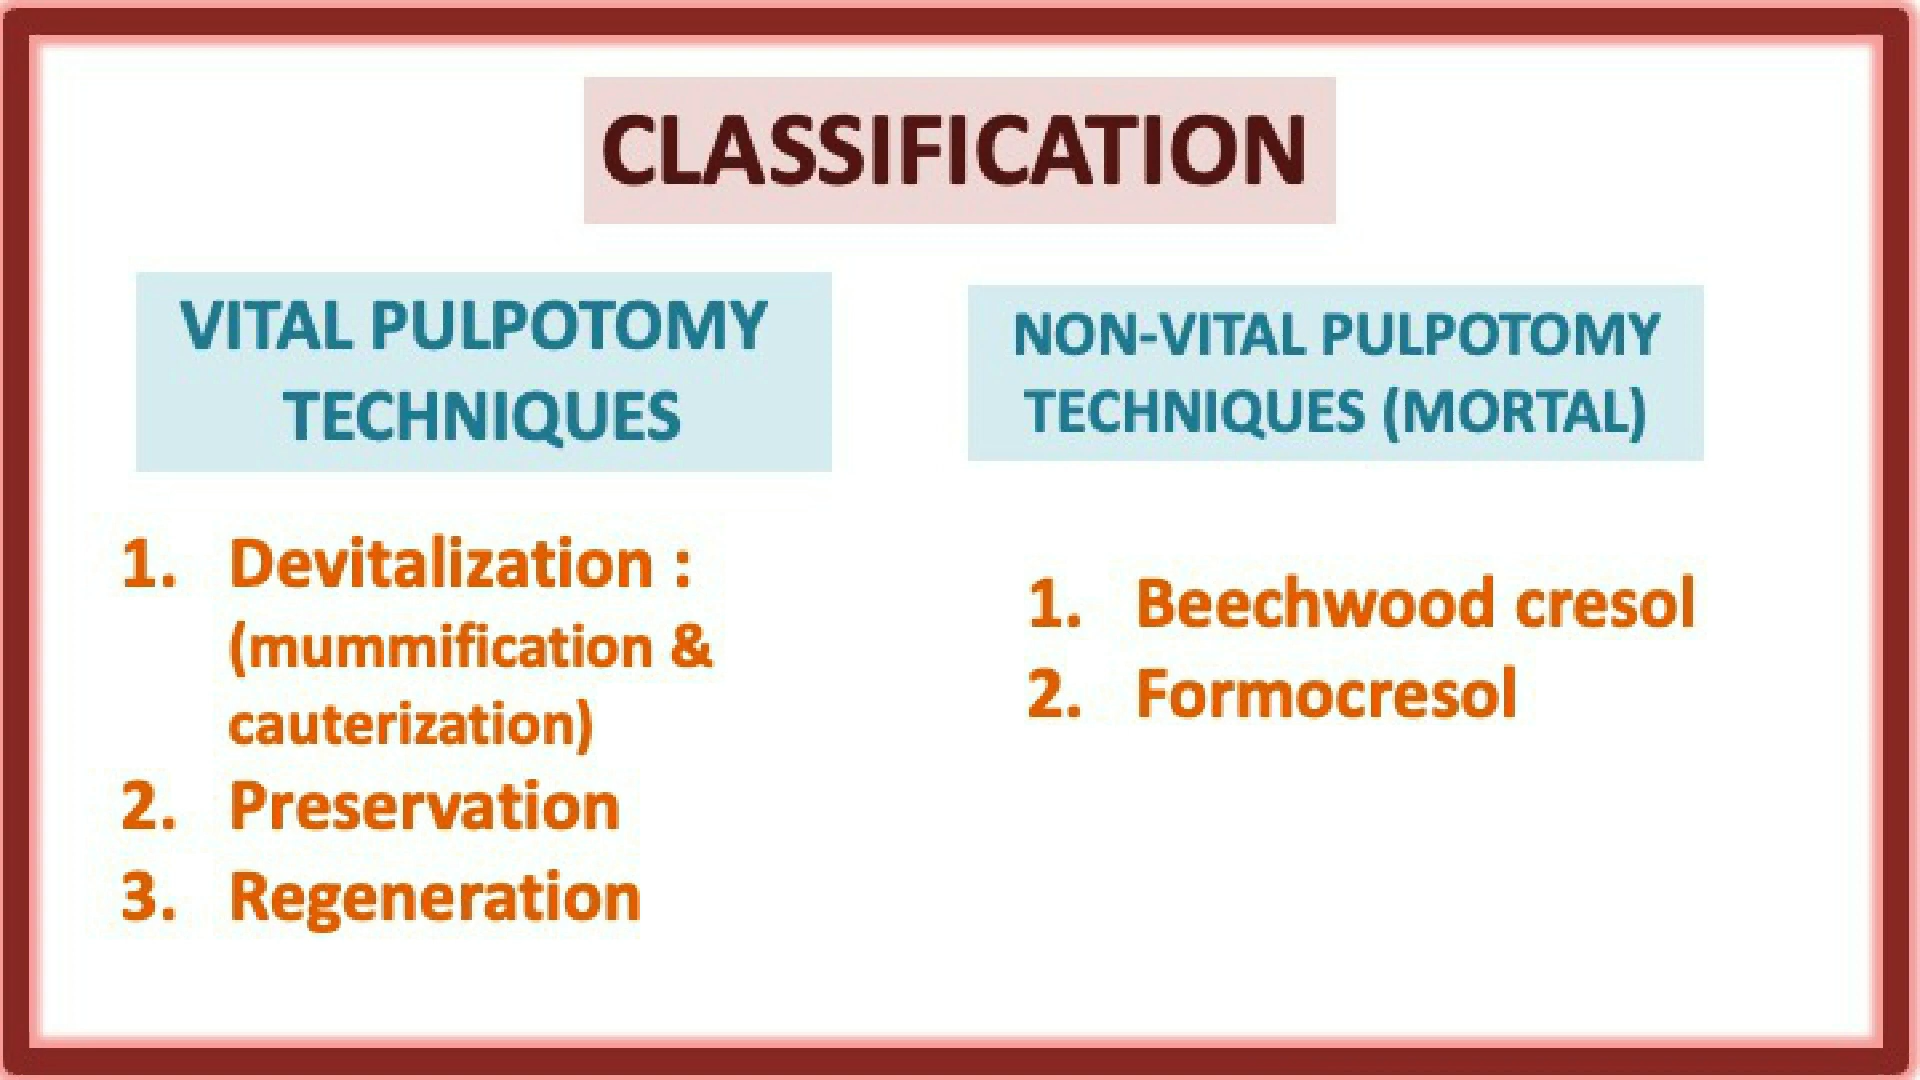 CLASSIFICATION
VITAL PULPOTOMY
TECHNIQUES
1. Devitalization :
(mummification &
cauterization)
2. Preservation
3. Regeneration
NON-VITAL PULPOTOMY
TECHNIQUES (MORTAL)
1. Beechwood cresol
2. Formocresol